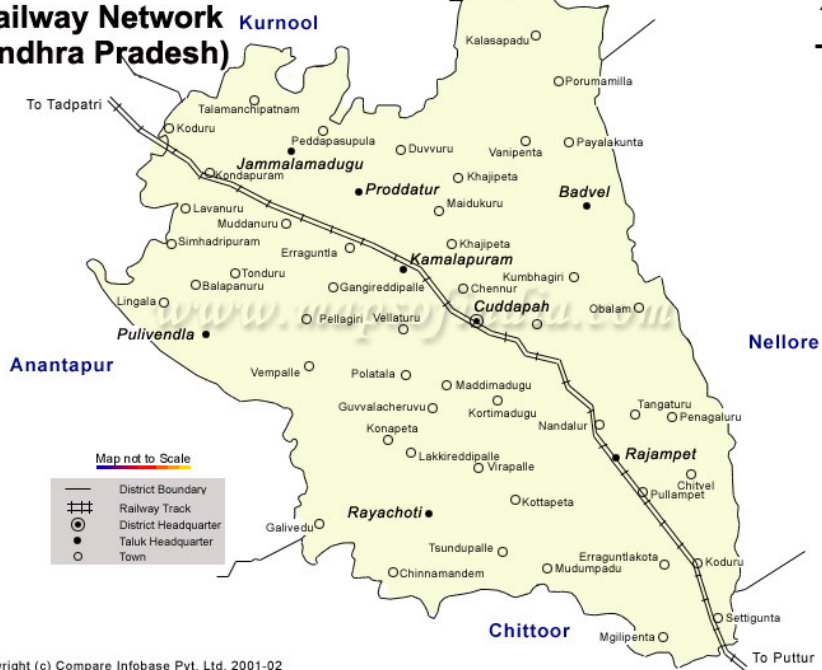 ailway Network
ndhra Pradesh)
Kurnool
Kalasapadu
Porumamilla
To Tadpatri
Talamanchipatnam
Koduru
Peddapasupula
Duvvuru
Vanipenta
Payalakunta
Jammalamadugu
Kondapuram
Khajipeta
Proddatur
Badvel
Lavanuru
Maidukuru
Muddanuru
Simhadripuram
Erraguntla
Khajipeta
Kamalapuram
Tonduru
Kumbhagiri
Balapanuru
Gangireddipalle
Chennur
Lingala
Cuddapah
Obalam
www.mapsofindia.com
Pellagiri
Vellaturu
Pulivendla
Nellore
Anantapur
Vempalle
Polatala
Maddimadugu
Guvvalacheruvu
Kortimadugu
Tangaturu
Penagaluru
Nandalur
Konapeta
Lakkireddipalle
Rajampet
Map not to Scale
Virapalle
Chitvel
Pullampet
District Boundary
Railway Track
District Headquarter
Taluk Headquarter
Town
Kottapeta
Rayachoti
Galivedu
Tsundupalle
Erraguntlakota
Koduru
Chinnamandem
Mudumpadu
Settigunta
Chittoor
Mgilipenta
To Puttur
right (c) Compare Infobase Pvt. Ltd. 2001-02